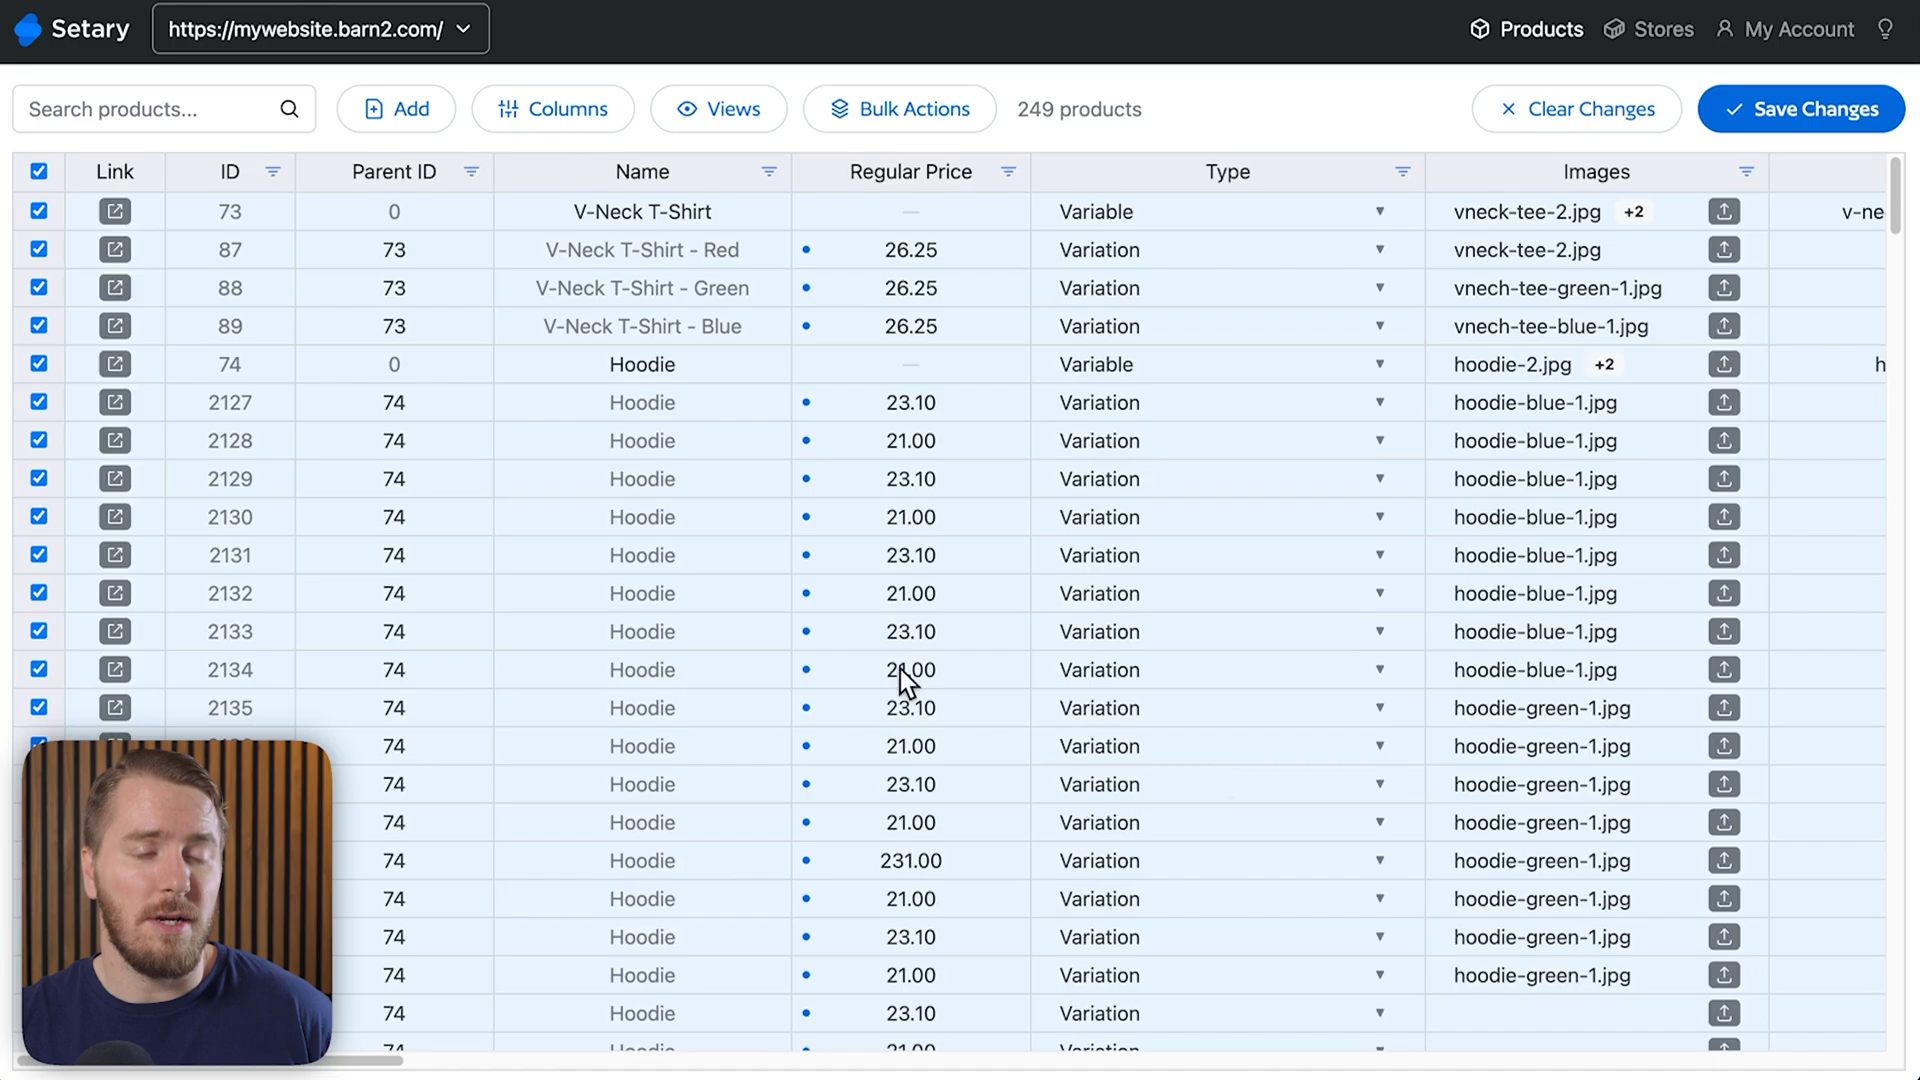 Setary https://mywebsite.barn2.com/ Products Stores My Account
Search products... Add Columns Views Bulk Actions 249 products Clear Changes Save Changes
Link ID Parent ID Name Regular Price Type Images
73 0 V-Neck T-Shirt — Variable vneck-tee-2.jpg +2 v-ne
87 73 V-Neck T-Shirt - Red 26.25 Variation vneck-tee-2.jpg
88 73 V-Neck T-Shirt - Green 26.25 Variation vnech-tee-green-1.jpg
89 73 V-Neck T-Shirt - Blue 26.25 Variation vnech-tee-blue-1.jpg
74 0 Hoodie — Variable hoodie-2.jpg +2 h
2127 74 Hoodie 23.10 Variation hoodie-blue-1.jpg
2128 74 Hoodie 21.00 Variation hoodie-blue-1.jpg
2129 74 Hoodie 23.10 Variation hoodie-blue-1.jpg
2130 74 Hoodie 21.00 Variation hoodie-blue-1.jpg
2131 74 Hoodie 23.10 Variation hoodie-blue-1.jpg
2132 74 Hoodie 21.00 Variation hoodie-blue-1.jpg
2133 74 Hoodie 23.10 Variation hoodie-blue-1.jpg
2134 74 Hoodie 21.00 Variation hoodie-blue-1.jpg
2135 74 Hoodie 23.10 Variation hoodie-green-1.jpg
74 Hoodie 21.00 Variation hoodie-green-1.jpg
74 Hoodie 23.10 Variation hoodie-green-1.jpg
74 Hoodie 21.00 Variation hoodie-green-1.jpg
74 Hoodie 231.00 Variation hoodie-green-1.jpg
74 Hoodie 21.00 Variation hoodie-green-1.jpg
74 Hoodie 23.10 Variation hoodie-green-1.jpg
74 Hoodie 21.00 Variation hoodie-green-1.jpg
74 Hoodie 23.10 Variation
74 Hoodie 21.00 Variation